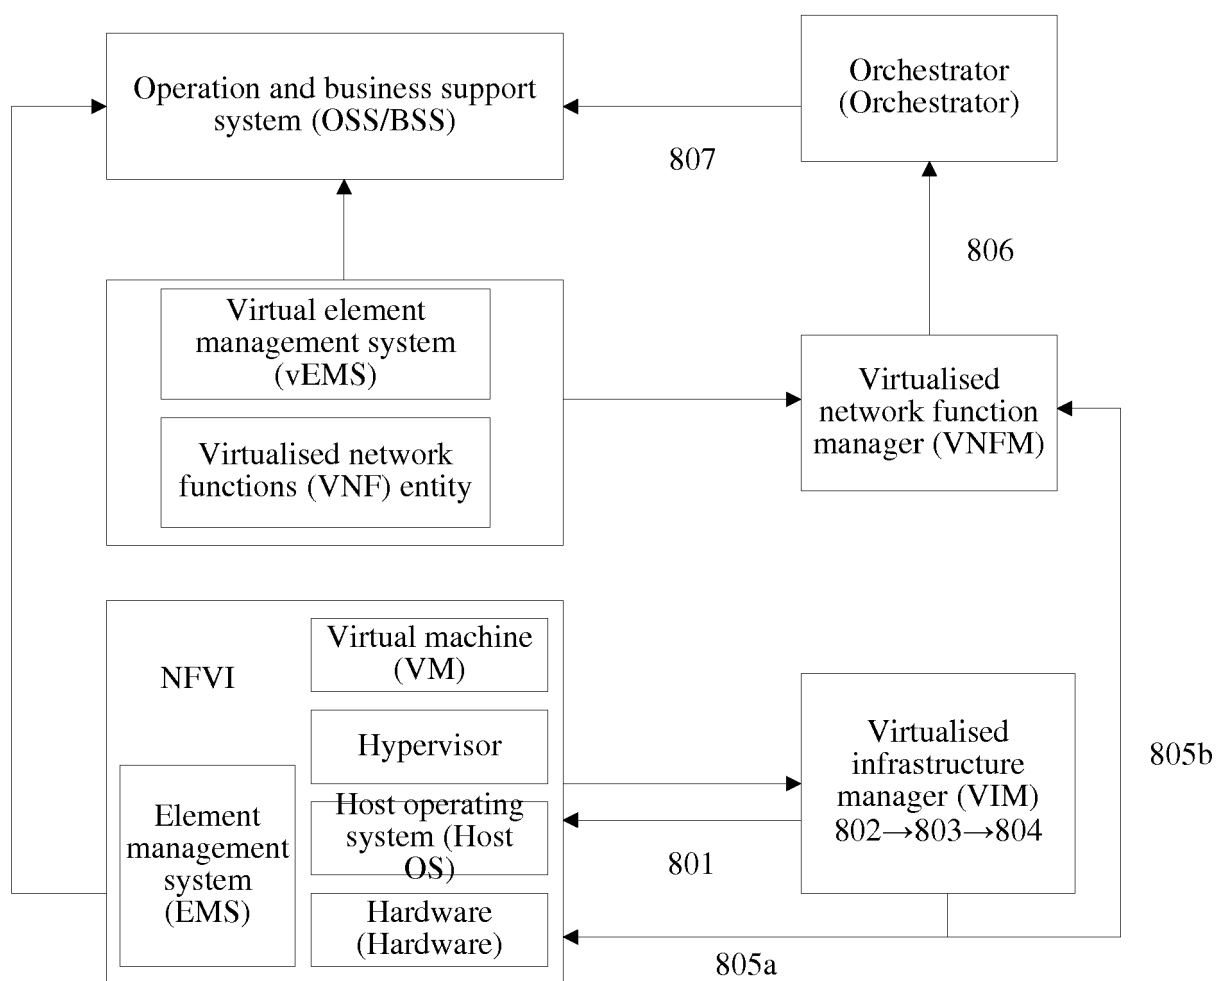 Operation and business support
system (OSS/BSS)
Orchestrator
(Orchestrator)
807
806
Virtual element
management system
(vEMS)
Virtualised network
functions (VNF) entity
Virtualised
network function
manager (VNFM)
NFVI
Virtual machine
(VM)
Hypervisor
Host operating
system (Host
OS)
Hardware
(Hardware)
Element
management
system
(EMS)
Virtualised
infrastructure
manager (VIM)
802→803→804
801
805a
805b